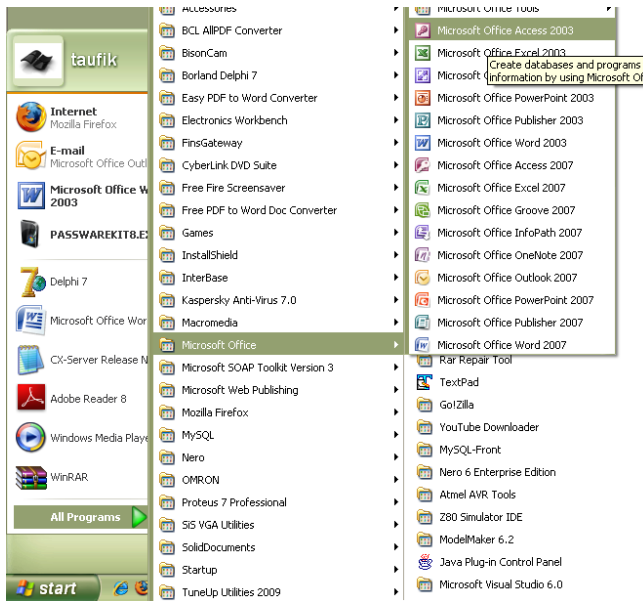 taufik
Internet
Mozilla Firefox
E-mail
Microsoft Office Outl
Microsoft Office W
2003
PASSWAREKIT8.E
Delphi 7
Microsoft Office Wor
CX-Server Release N
Adobe Reader 8
Windows Media Playe
WinRAR
All Programs
start
Accessories
BCL AllPDF Converter
BisonCam
Borland Delphi 7
Easy PDF to Word Converter
Electronics Workbench
FinsGateway
CyberLink DVD Suite
Free Fire Screensaver
Free PDF to Word Doc Converter
Games
InstallShield
InterBase
Kaspersky Anti-Virus 7.0
Macromedia
Microsoft Office
Microsoft SOAP Toolkit Version 3
Microsoft Web Publishing
Mozilla Firefox
MySQL
Nero
OMRON
Proteus 7 Professional
SiS VGA Utilities
SolidDocuments
Startup
TuneUp Utilities 2009
Microsoft Office Tools
Microsoft Office Access 2003
Microsoft Office Excel 2003
Create databases and programs
information by using Microsoft Of
Microsoft
Microsoft Office PowerPoint 2003
Microsoft Office Publisher 2003
Microsoft Office Word 2003
Microsoft Office Access 2007
Microsoft Office Excel 2007
Microsoft Office Groove 2007
Microsoft Office InfoPath 2007
Microsoft Office OneNote 2007
Microsoft Office Outlook 2007
Microsoft Office PowerPoint 2007
Microsoft Office Publisher 2007
Microsoft Office Word 2007
Rar Repair Tool
TextPad
Go!Zilla
YouTube Downloader
MySQL-Front
Nero 6 Enterprise Edition
Atmel AVR Tools
Z80 Simulator IDE
ModelMaker 6.2
Java Plug-in Control Panel
Microsoft Visual Studio 6.0